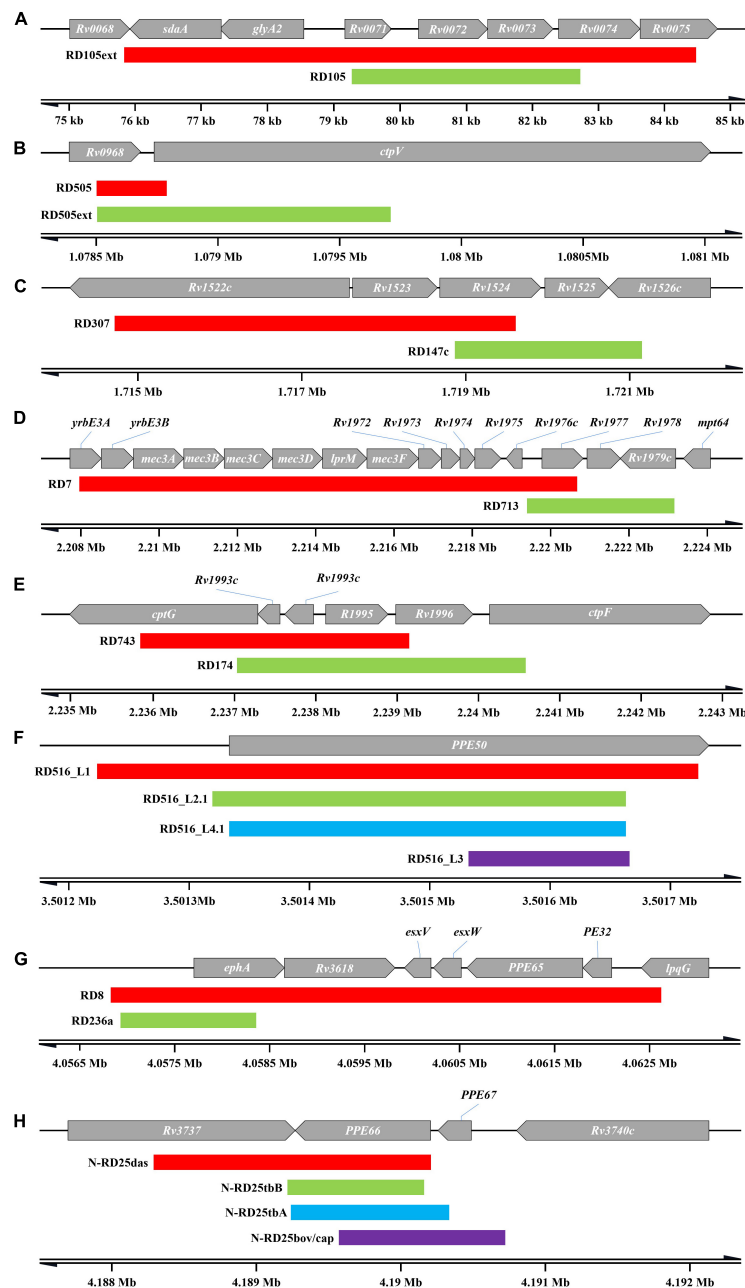 A
Rv0068 sdaA glyA2 Rv0071 Rv0072 Rv0073 Rv0074 Rv0075
RD105ext
RD105
75 kb 76 kb 77 kb 78 kb 79 kb 80 kb 81 kb 82 kb 83 kb 84 kb 85 kb
B
Rv0968 ctpV
RD505
RD505ext
1.0785 Mb 1.079 Mb 1.0795 Mb 1.08 Mb 1.0805 Mb 1.081 Mb
C
Rv1522c Rv1523 Rv1524 Rv1525 Rv1526c
RD307
RD147c
1.715 Mb 1.717 Mb 1.719 Mb 1.721 Mb
D
yrbE3A yrbE3B Rv1972 Rv1973 Rv1974 Rv1975 Rv1976c Rv1977 Rv1978 mpt64
mec3A mec3B mec3C mec3D lprM mec3F Rv1979c
RD7
RD713
2.208 Mb 2.21 Mb 2.212 Mb 2.214 Mb 2.216 Mb 2.218 Mb 2.22 Mb 2.222 Mb 2.224 Mb
E
Rv1993c Rv1993c
cptG R1995 Rv1996 ctpF
RD743
RD174
2.235 Mb 2.236 Mb 2.237 Mb 2.238 Mb 2.239 Mb 2.24 Mb 2.241 Mb 2.242 Mb 2.243 Mb
F
PPE50
RD516_L1
RD516_L2.1
RD516_L4.1
RD516_L3
3.5012 Mb 3.5013 Mb 3.5014 Mb 3.5015 Mb 3.5016 Mb 3.5017 Mb
G
esxV esxW PE32
ephA Rv3618 PPE65 lpqG
RD8
RD236a
4.0565 Mb 4.0575 Mb 4.0585 Mb 4.0595 Mb 4.0605 Mb 4.0615 Mb 4.0625 Mb
H
PPE67
Rv3737 PPE66 Rv3740c
N-RD25das
N-RD25tbB
N-RD25tbA
N-RD25bov/cap
4.188 Mb 4.189 Mb 4.19 Mb 4.191 Mb 4.192 Mb